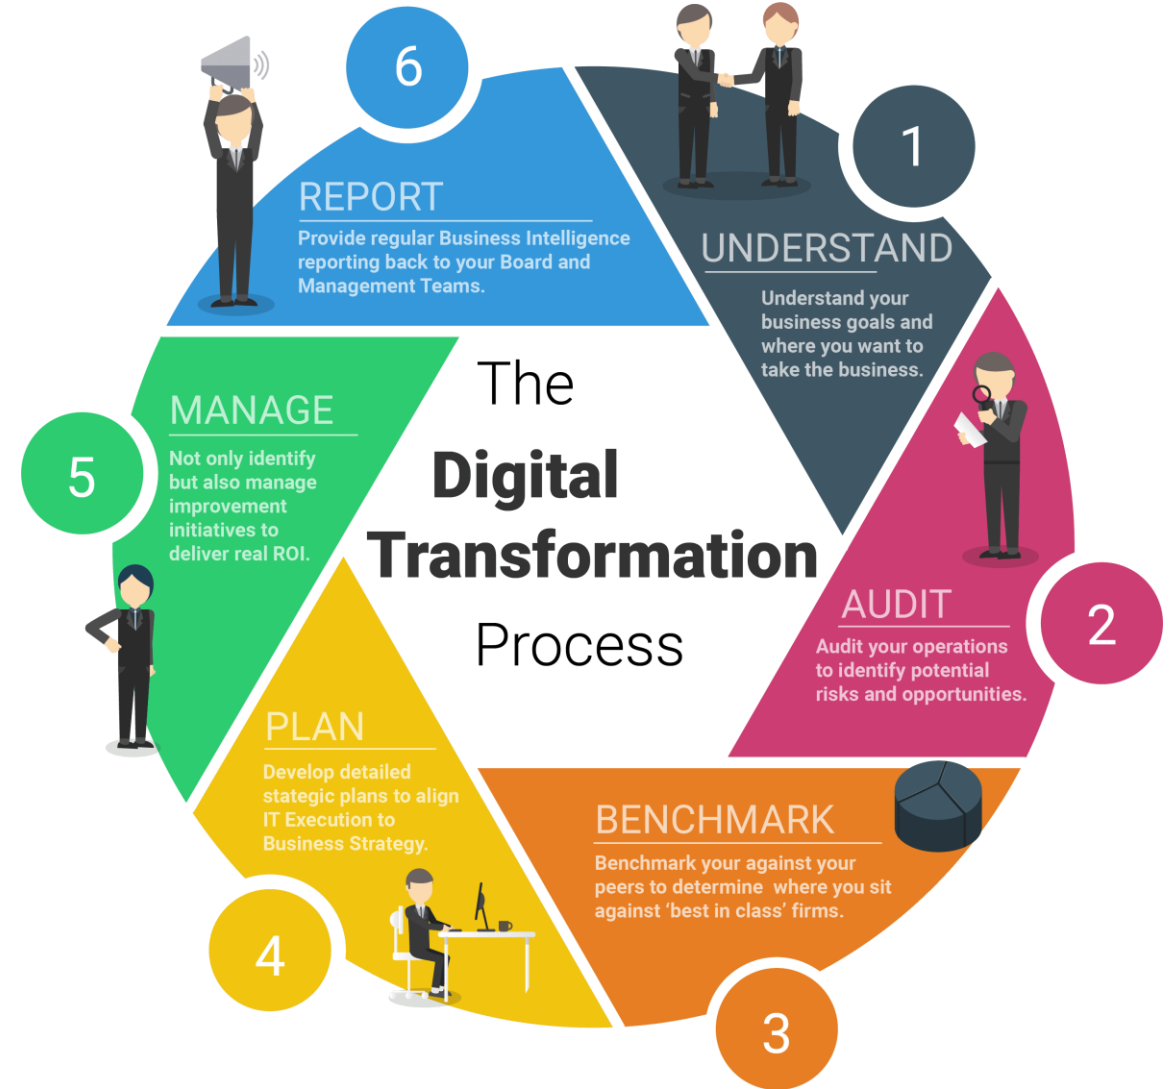 The
Digital
Transformation
Process
1
UNDERSTAND
Understand your
business goals and
where you want to
take the business.
2
AUDIT
Audit your operations
to identify potential
risks and opportunities.
3
BENCHMARK
Benchmark your against your
peers to determine where you sit
against ‘best in class’ firms.
4
PLAN
Develop detailed
stategic plans to align
IT Execution to
Business Strategy.
5
MANAGE
Not only identify
but also manage
improvement
initiatives to
deliver real ROI.
6
REPORT
Provide regular Business Intelligence
reporting back to your Board and
Management Teams.